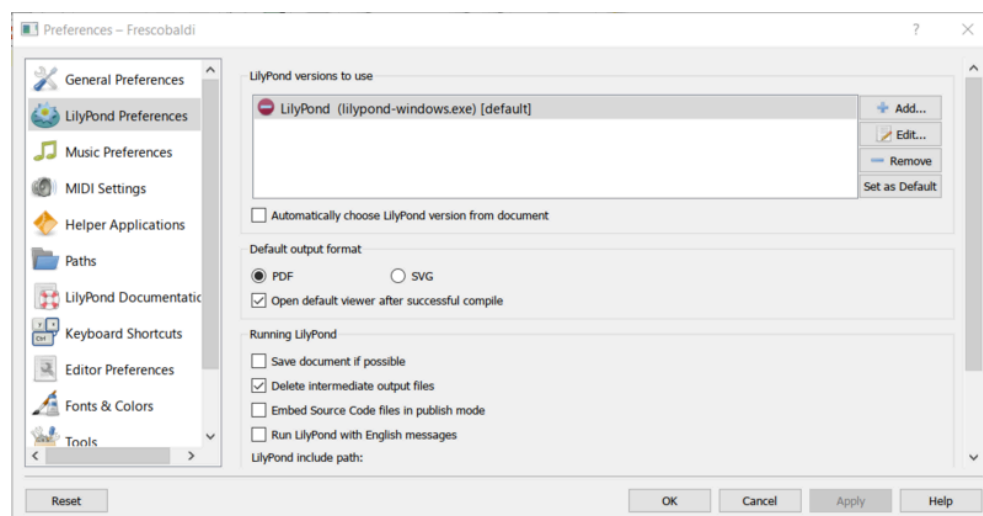 Preferences – Frescobaldi
General Preferences
LilyPond Preferences
Music Preferences
MIDI Settings
Helper Applications
Paths
LilyPond Documentatic
Keyboard Shortcuts
Editor Preferences
Fonts & Colors
Tools
LilyPond versions to use
LilyPond (lilypond-windows.exe) [default]
Add...
Edit...
Remove
Set as Default
Automatically choose LilyPond version from document
Default output format
PDF SVG
Open default viewer after successful compile
Running LilyPond
Save document if possible
Delete intermediate output files
Embed Source Code files in publish mode
Run LilyPond with English messages
LilyPond include path:
Reset OK Cancel Apply Help